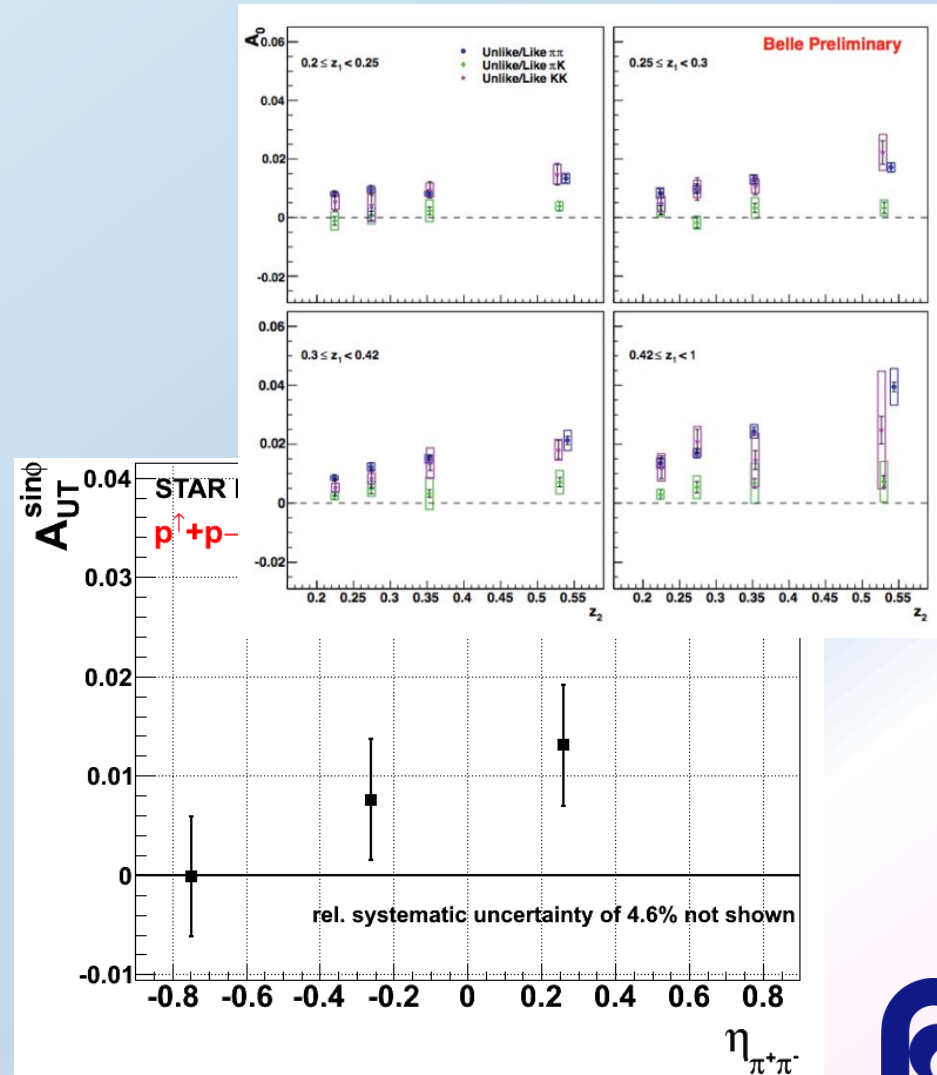 A₀
0.06
0.04
0.02
0
-0.02
0.2 ≤ z₁ < 0.25
Unlike/Like ππ
Unlike/Like πK
Unlike/Like KK
Belle Preliminary
0.25 ≤ z₁ < 0.3
0.06
0.04
0.02
0
-0.02
0.3 ≤ z₁ < 0.42
0.42 ≤ z₁ < 1
0.2 0.25 0.3 0.35 0.4 0.45 0.5 0.55
0.2 0.25 0.3 0.35 0.4 0.45 0.5 0.55
z₂
z₂
A_UT^sinϕ
0.04
0.03
0.02
0.01
0
-0.01
STAR
p↑+p
rel. systematic uncertainty of 4.6% not shown
-0.8 -0.6 -0.4 -0.2 0 0.2 0.4 0.6 0.8
η_π⁺π⁻